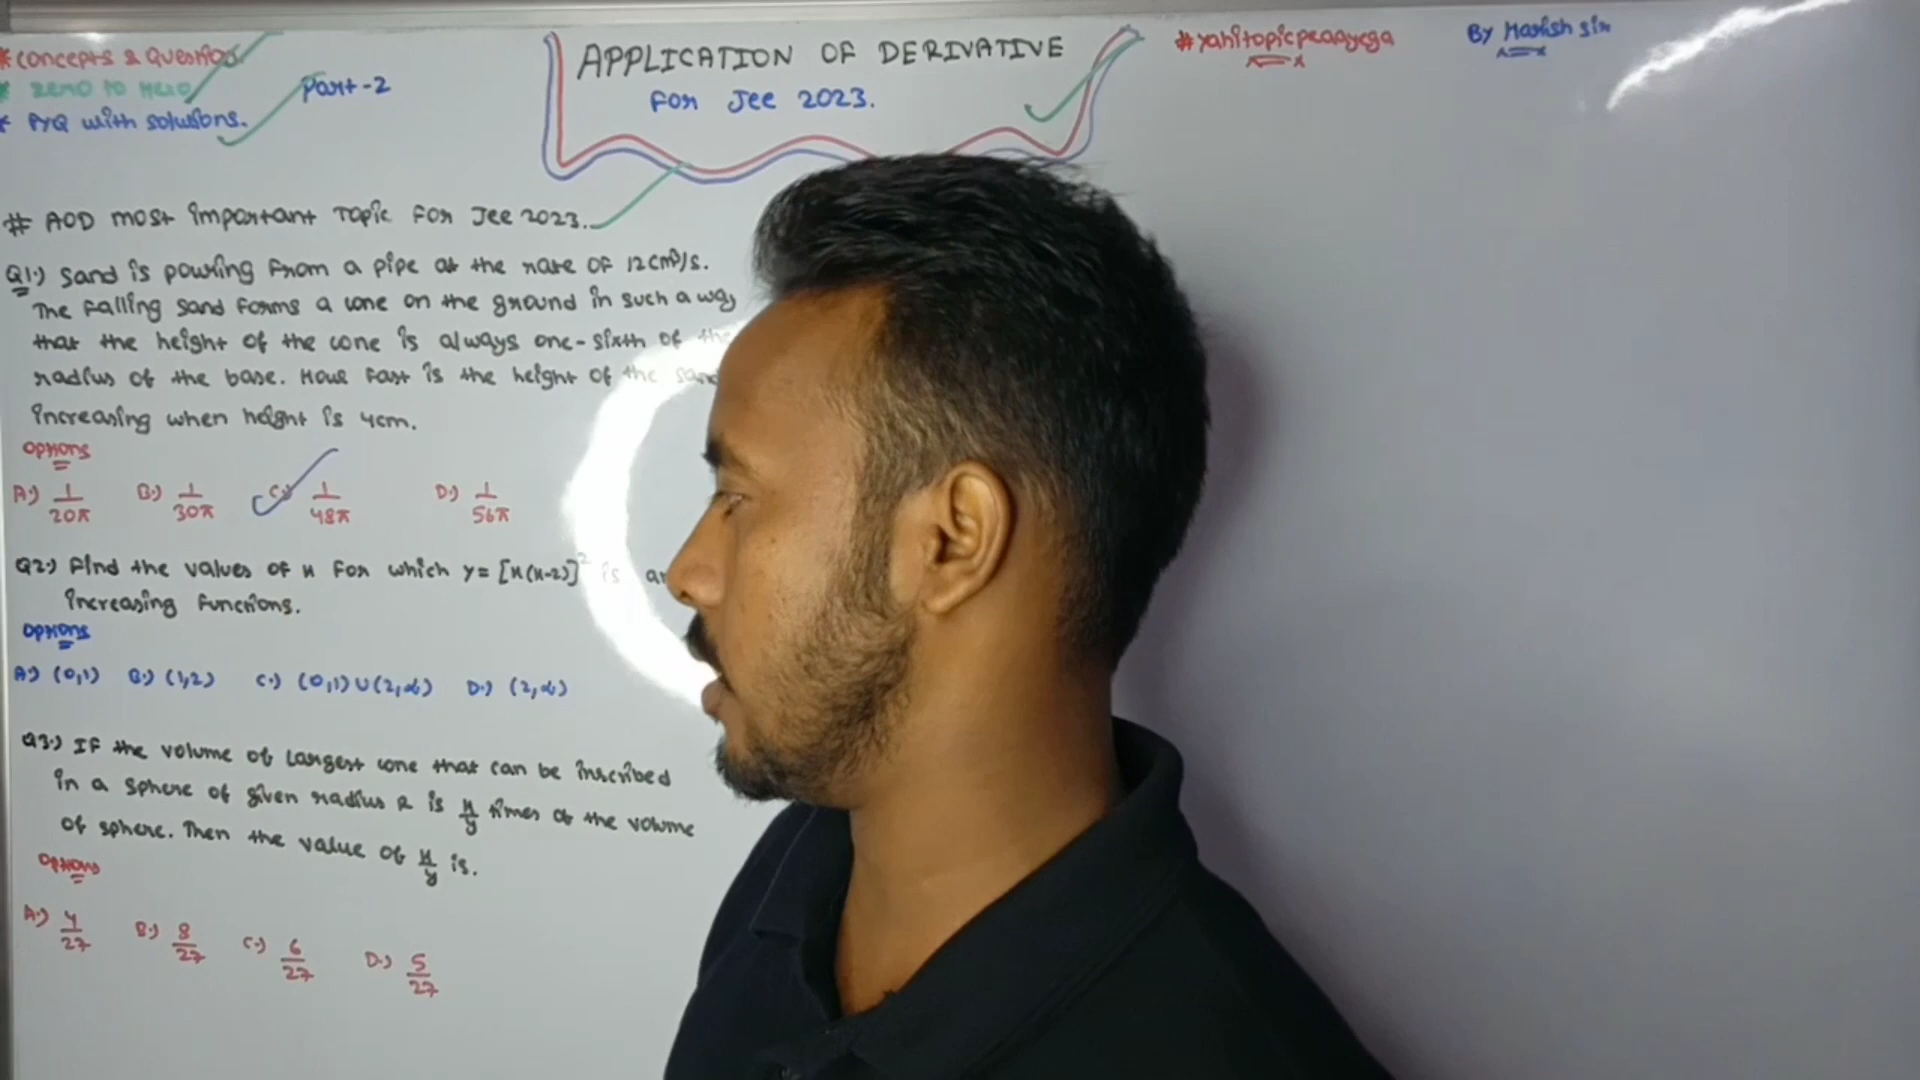 * Concepts & Question
* Zero to Hero
* PYQ with solutions.
Part-2
APPLICATION OF DERIVATIVE
For Jee 2023.
#yahitopicpeaayega
By Manish sir
# AOD most important Topic For Jee 2023.
Q1.) Sand is pouring from a pipe at the rate of 12cm³/s.
The falling sand forms a cone on the ground in such a way
that the height of the cone is always one-sixth of the
radius of the base. How fast is the height of the sand
increasing when height is 4cm.
Options
A.) 1/20π B.) 1/30π C.) 1/48π D.) 1/56π
Q2.) Find the values of x for which y = [x(x-2)]² is an
increasing functions.
Options
A.) (0,1) B.) (1,2) C.) (0,1) ∪ (2,∞) D.) (2,∞)
Q3.) If the volume of largest cone that can be inscribed
in a sphere of given radius R is x/y times of the volume
of sphere. Then the value of x/y is.
Options
A.) 4/27 B.) 8/27 C.) 6/27 D.) 5/27